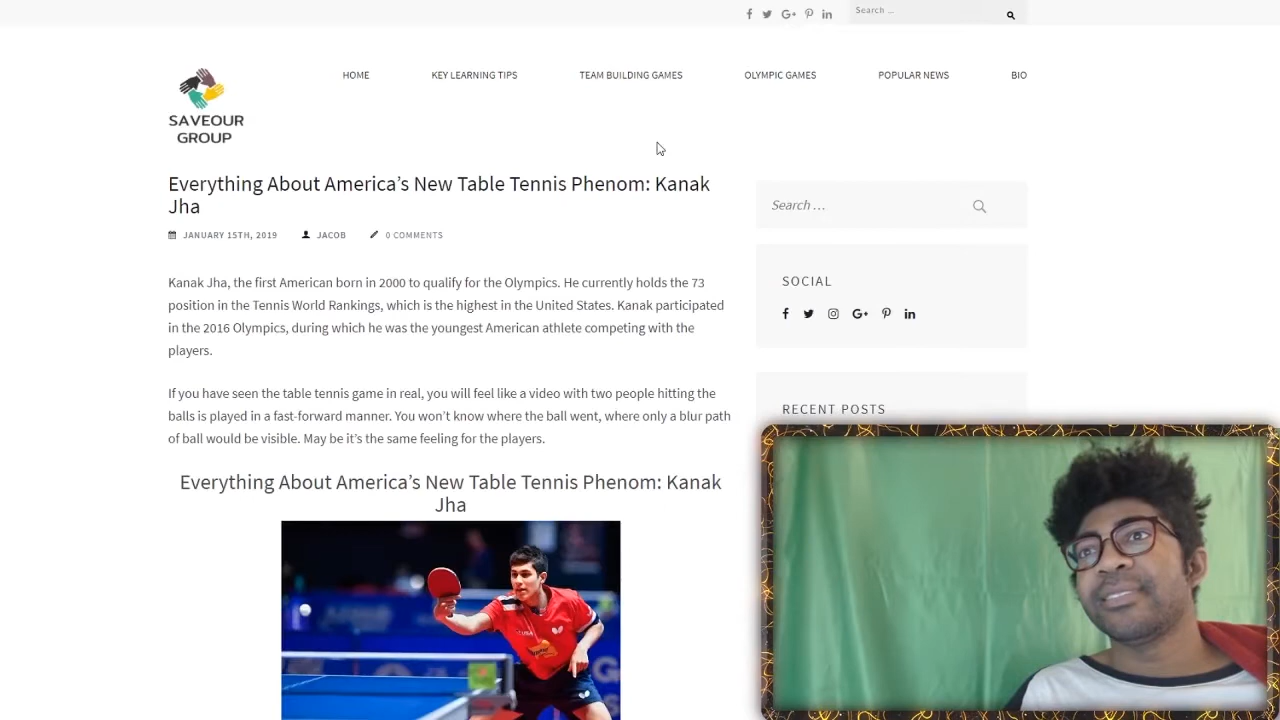 Search ...
HOME
KEY LEARNING TIPS
TEAM BUILDING GAMES
OLYMPIC GAMES
POPULAR NEWS
BIO
SAVEOUR
GROUP
Everything About America’s New Table Tennis Phenom: Kanak
Jha
JANUARY 15TH, 2019
JACOB
0 COMMENTS
Kanak Jha, the first American born in 2000 to qualify for the Olympics. He currently holds the 73
position in the Tennis World Rankings, which is the highest in the United States. Kanak participated
in the 2016 Olympics, during which he was the youngest American athlete competing with the
players.
If you have seen the table tennis game in real, you will feel like a video with two people hitting the
balls is played in a fast-forward manner. You won’t know where the ball went, where only a blur path
of ball would be visible. May be it’s the same feeling for the players.
Everything About America’s New Table Tennis Phenom: Kanak
Jha
Search ...
SOCIAL
RECENT POSTS